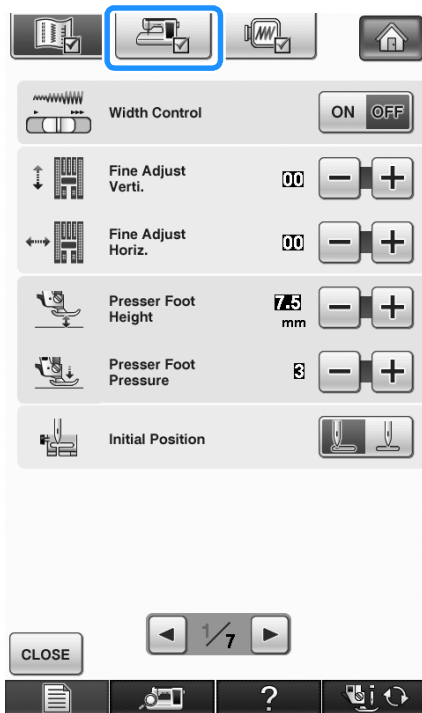 Width Control
ON OFF
Fine Adjust
Verti.
00
Fine Adjust
Horiz.
00
Presser Foot
Height
7.5
mm
Presser Foot
Pressure
3
Initial Position
1/7
CLOSE
?